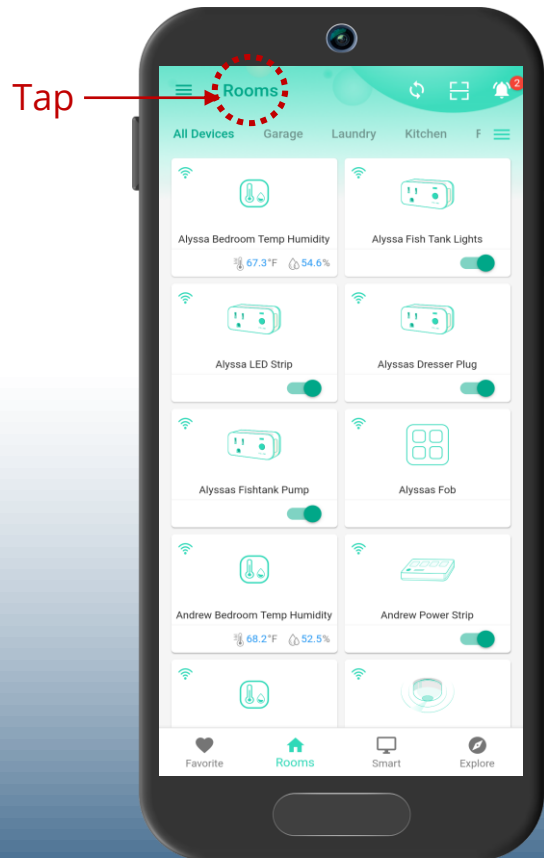 Tap
Rooms
2
All Devices Garage Laundry Kitchen F
Alyssa Bedroom Temp Humidity
67.3°F 54.6%
Alyssa Fish Tank Lights
Alyssa LED Strip
Alyssas Dresser Plug
Alyssas Fishtank Pump
Alyssas Fob
Andrew Bedroom Temp Humidity
68.2°F 52.5%
Andrew Power Strip
Favorite Rooms Smart Explore